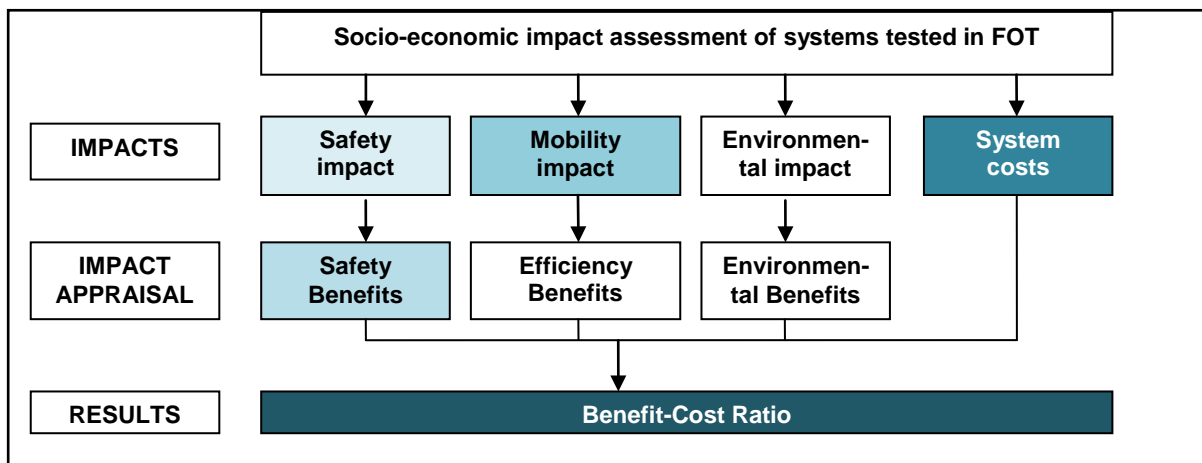 Socio-economic impact assessment of systems tested in FOT
IMPACTS
Safety
impact
Mobility
impact
Environmen-
tal impact
System
costs
IMPACT
APPRAISAL
Safety
Benefits
Efficiency
Benefits
Environmen-
tal Benefits
RESULTS
Benefit-Cost Ratio